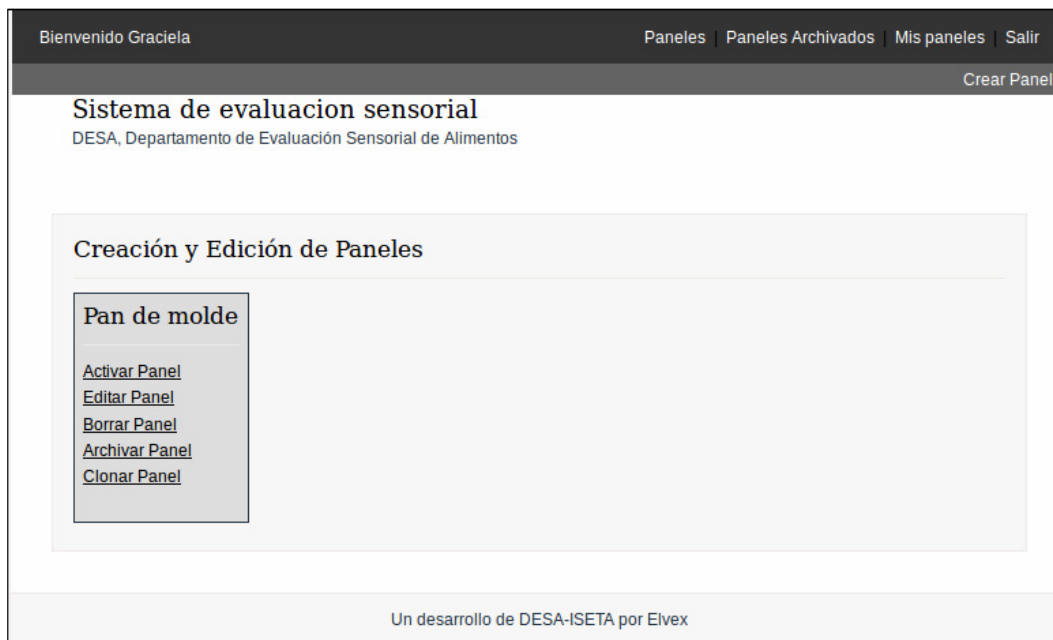 Bienvenido Graciela
Paneles | Paneles Archivados | Mis paneles | Salir
Crear Panel
Sistema de evaluacion sensorial
DESA, Departamento de Evaluación Sensorial de Alimentos
Creación y Edición de Paneles
Pan de molde
Activar Panel
Editar Panel
Borrar Panel
Archivar Panel
Clonar Panel
Un desarrollo de DESA-ISETA por Elvex